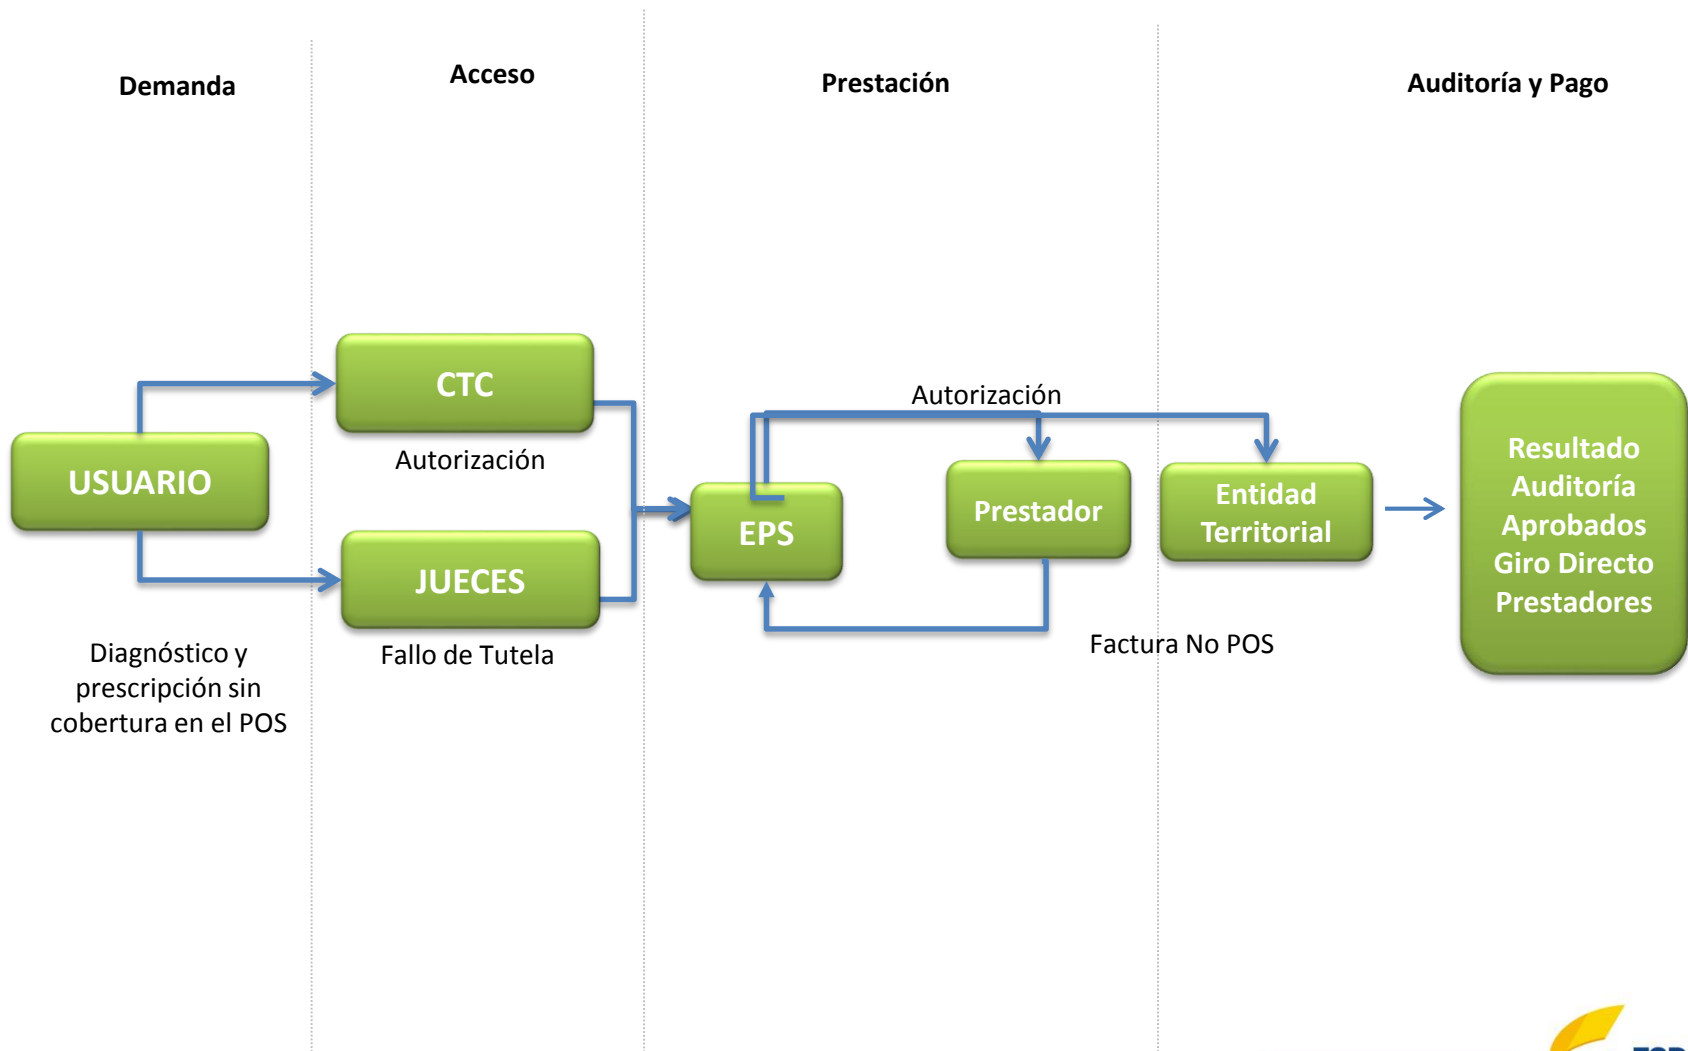 Demanda
Acceso
Prestación
Auditoría y Pago
USUARIO
Diagnóstico y
prescripción sin
cobertura en el POS
CTC
Autorización
JUECES
Fallo de Tutela
EPS
Autorización
Prestador
Factura No POS
Entidad
Territorial
Resultado
Auditoría
Aprobados
Giro Directo
Prestadores